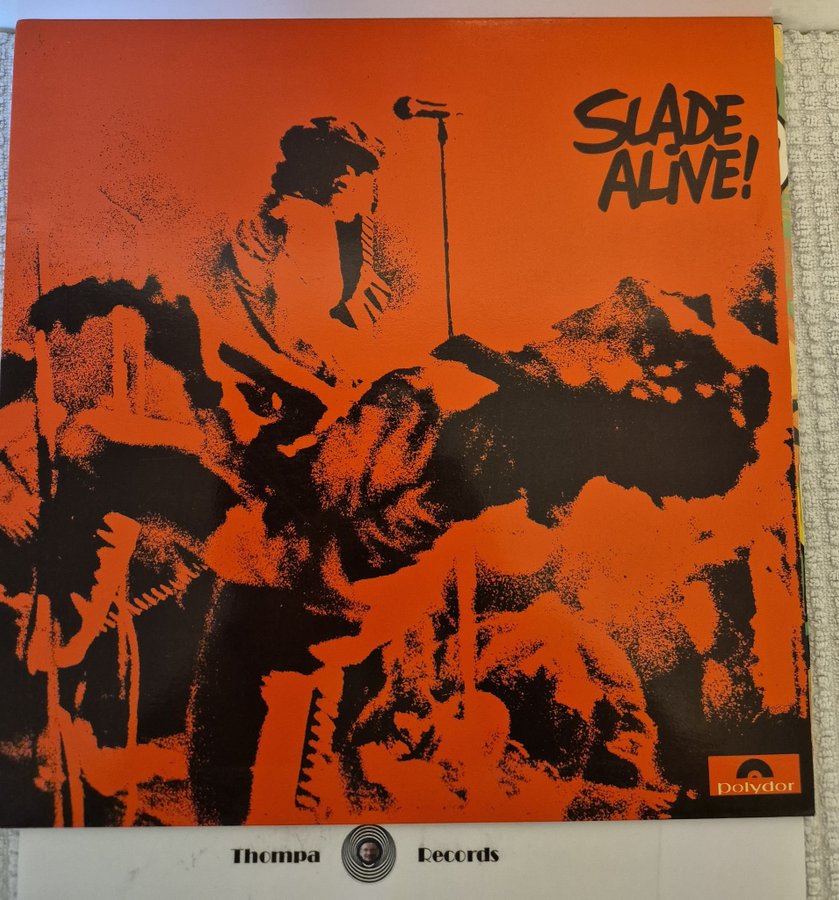 SLADE
ALiVE!
polydor
Thompa Records